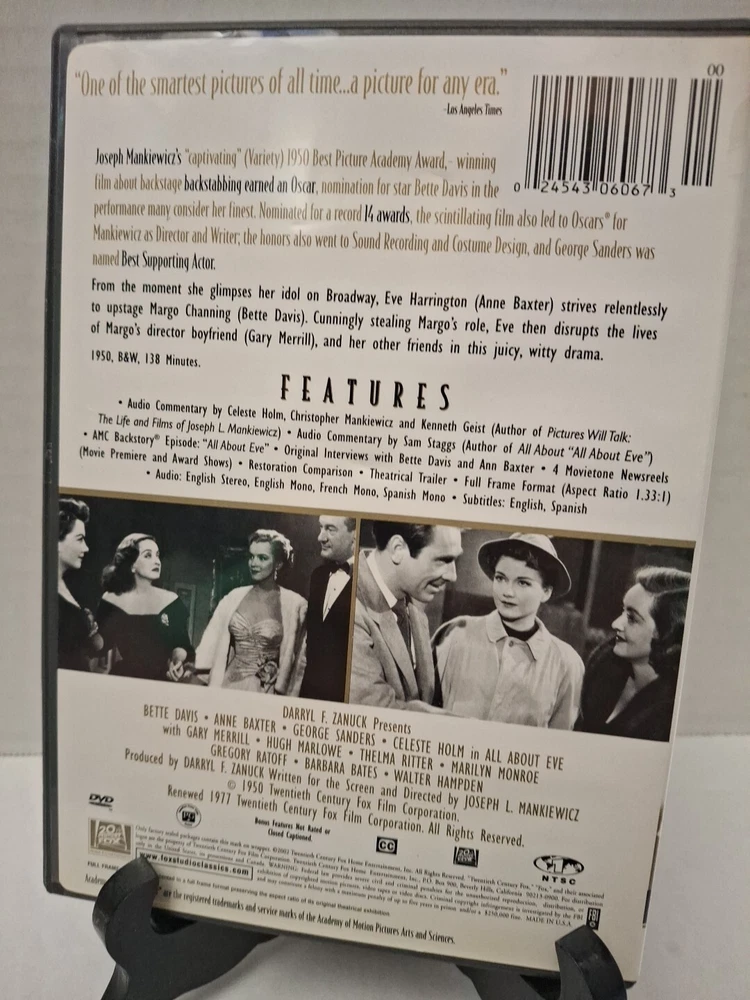 "One of the smartest pictures of all time...a picture for any era."
-Los Angeles Times
00
0 24543 06067 3
Joseph Mankiewicz's "captivating" (Variety) 1950 Best Picture Academy Award,- winning
film about backstage backstabbing earned an Oscar, nomination for star Bette Davis in the
performance many consider her finest. Nominated for a record 14 awards, the scintillating film also led to Oscars® for
Mankiewicz as Director and Writer; the honors also went to Sound Recording and Costume Design, and George Sanders was
named Best Supporting Actor.
From the moment she glimpses her idol on Broadway, Eve Harrington (Anne Baxter) strives relentlessly
to upstage Margo Channing (Bette Davis). Cunningly stealing Margo's role, Eve then disrupts the lives
of Margo's director boyfriend (Gary Merrill), and her other friends in this juicy, witty drama.
1950, B&W, 138 Minutes.
FEATURES
• Audio Commentary by Celeste Holm, Christopher Mankiewicz and Kenneth Geist (Author of Pictures Will Talk:
The Life and Films of Joseph L. Mankiewicz) • Audio Commentary by Sam Staggs (Author of All About "All About Eve")
• AMC Backstory® Episode: "All About Eve" • Original Interviews with Bette Davis and Ann Baxter • 4 Movietone Newsreels
(Movie Premiere and Award Shows) • Restoration Comparison • Theatrical Trailer • Full Frame Format (Aspect Ratio 1.33:1)
• Audio: English Stereo, English Mono, French Mono, Spanish Mono • Subtitles: English, Spanish
DARRYL F. ZANUCK Presents
BETTE DAVIS • ANNE BAXTER • GEORGE SANDERS • CELESTE HOLM in ALL ABOUT EVE
with GARY MERRILL • HUGH MARLOWE • THELMA RITTER • MARILYN MONROE
GREGORY RATOFF • BARBARA BATES • WALTER HAMPDEN
Produced by DARRYL F. ZANUCK Written for the Screen and Directed by JOSEPH L. MANKIEWICZ
© 1950 Twentieth Century Fox Film Corporation.
Renewed 1977 Twentieth Century Fox Film Corporation. All Rights Reserved.
DVD
Bonus Features Not Rated or
Closed Captioned.
CC
NTSC
www.foxstudioclassics.com
are the registered trademarks and service marks of the Academy of Motion Pictures Arts and Sciences.